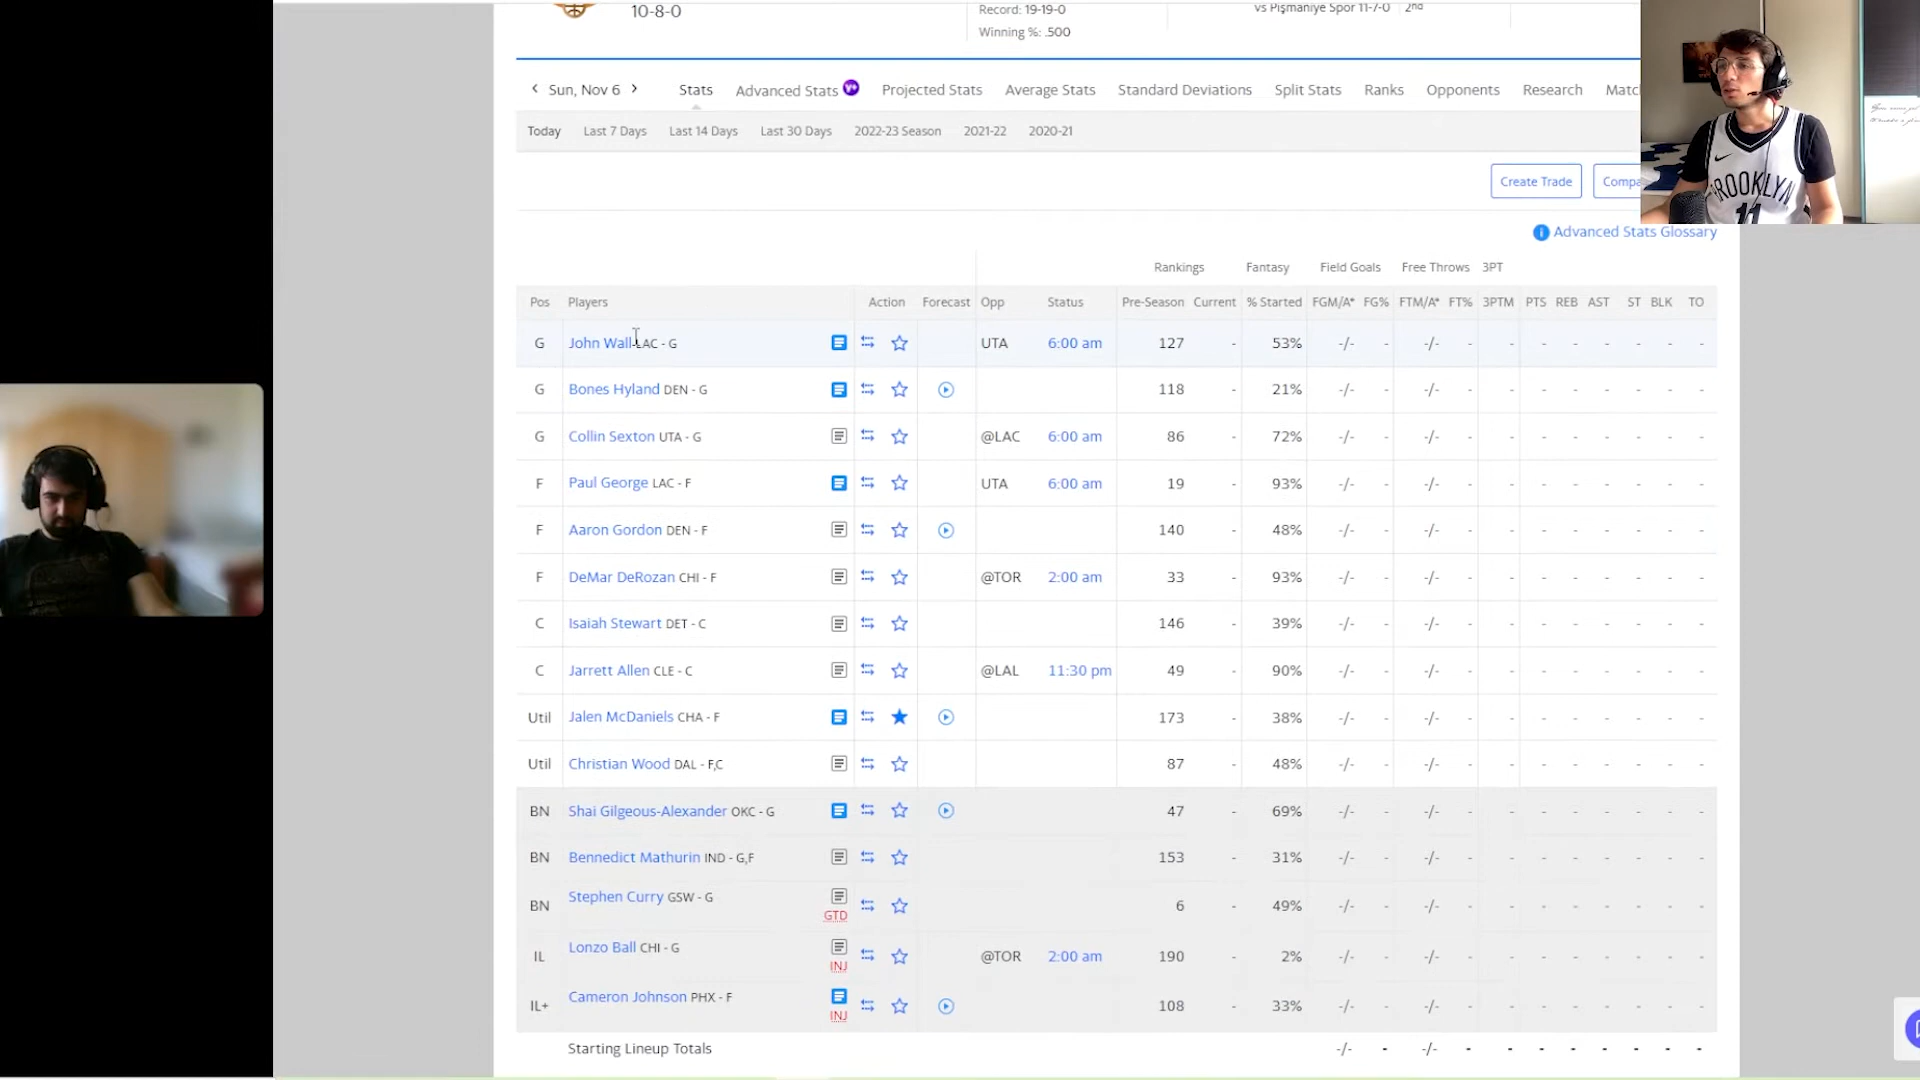 10-8-0
Record: 19-19-0
Winning %: .500
vs Pişmaniye Spor 11-7-0 2nd
Sun, Nov 6 Stats Advanced Stats Y+ Projected Stats Average Stats Standard Deviations Split Stats Ranks Opponents Research Matc
Today Last 7 Days Last 14 Days Last 30 Days 2022-23 Season 2021-22 2020-21
Create Trade Compa
Advanced Stats Glossary
BROOKLYN
11
Rankings Fantasy Field Goals Free Throws 3PT
Pos Players Action Forecast Opp Status Pre-Season Current % Started FGM/A* FG% FTM/A* FT% 3PTM PTS REB AST ST BLK TO
G John Wall LAC - G UTA 6:00 am 127 - 53% -/- - -/- - - - - - - - -
G Bones Hyland DEN - G 118 - 21% -/- - -/- - - - - - - - -
G Collin Sexton UTA - G @LAC 6:00 am 86 - 72% -/- - -/- - - - - - - - -
F Paul George LAC - F UTA 6:00 am 19 - 93% -/- - -/- - - - - - - - -
F Aaron Gordon DEN - F 140 - 48% -/- - -/- - - - - - - - -
F DeMar DeRozan CHI - F @TOR 2:00 am 33 - 93% -/- - -/- - - - - - - - -
C Isaiah Stewart DET - C 146 - 39% -/- - -/- - - - - - - - -
C Jarrett Allen CLE - C @LAL 11:30 pm 49 - 90% -/- - -/- - - - - - - - -
Util Jalen McDaniels CHA - F 173 - 38% -/- - -/- - - - - - - - -
Util Christian Wood DAL - F,C 87 - 48% -/- - -/- - - - - - - - -
BN Shai Gilgeous-Alexander OKC - G 47 - 69% -/- - -/- - - - - - - - -
BN Bennedict Mathurin IND - G,F 153 - 31% -/- - -/- - - - - - - - -
BN Stephen Curry GSW - G GTD 6 - 49% -/- - -/- - - - - - - - -
IL Lonzo Ball CHI - G INJ @TOR 2:00 am 190 - 2% -/- - -/- - - - - - - - -
IL+ Cameron Johnson PHX - F INJ 108 - 33% -/- - -/- - - - - - - - -
Starting Lineup Totals -/- - -/- - - - - - - - -